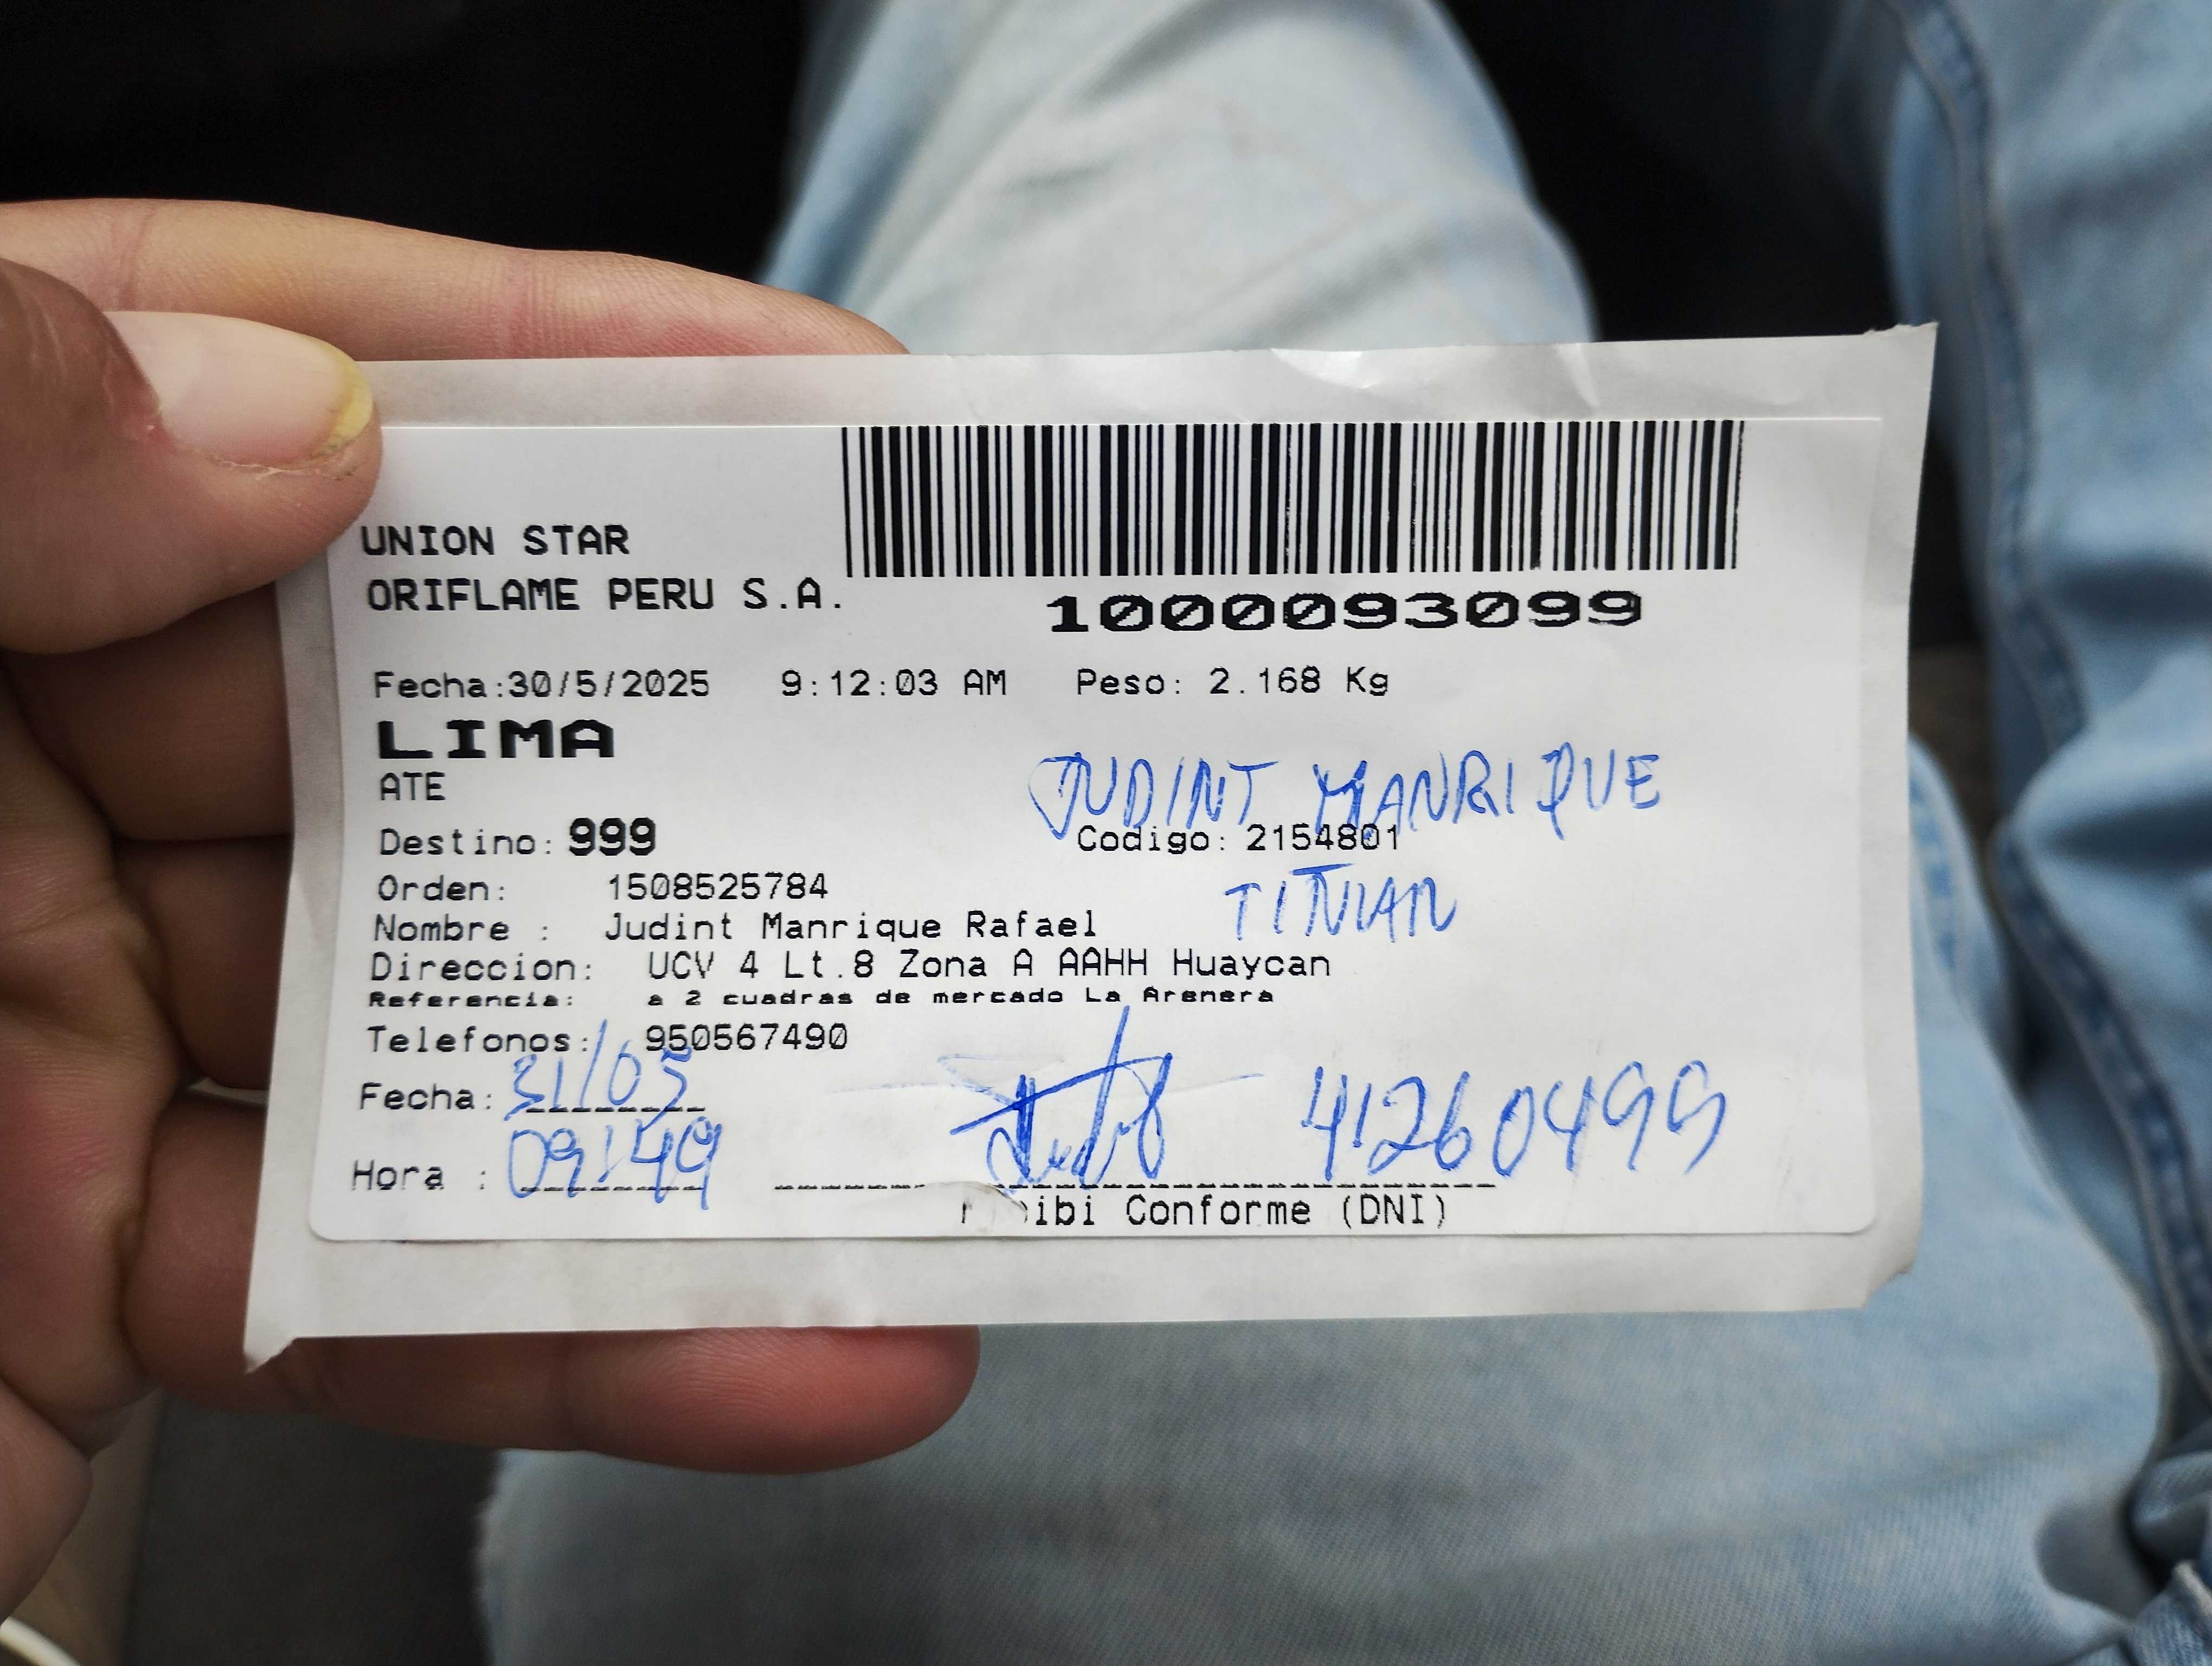 UNION STAR
ORIFLAME PERU S.A.
1000093099
Fecha:30/5/2025 9:12:03 AM Peso: 2.168 Kg
LIMA
JUDINT MANRIQUE
ATE
Destino: 999 Codigo: 2154801
Orden: 1508525784
TITULAR
Nombre : Judint Manrique Rafael
Direccion: UCV 4 Lt.8 Zona A AAHH Huaycan
Referencia: a 2 cuadras de mercado La Arenera
Telefonos: 950567490
Fecha: 31/05
41260499
Hora : 09:49
ibi Conforme (DNI)